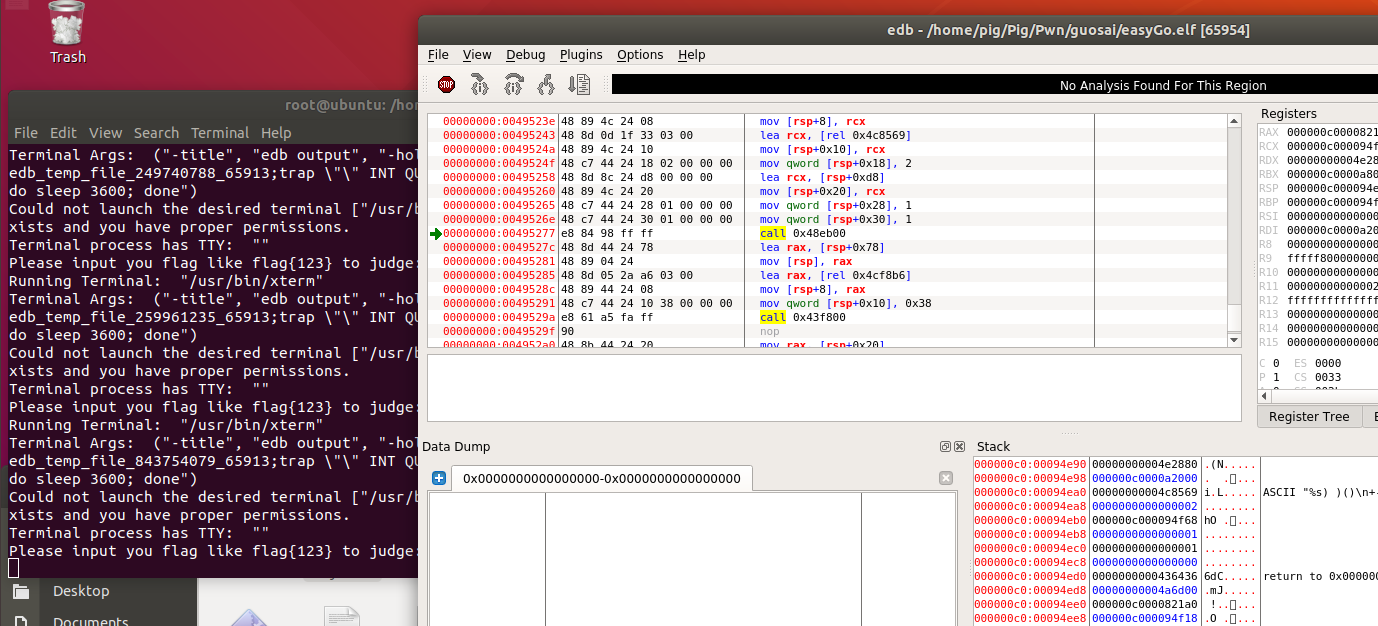 Trash
root@ubuntu: /hom
File Edit View Search Terminal Help
Terminal Args: ("-title", "edb output", "-hol
edb_temp_file_249740788_65913;trap \"\" INT QU
do sleep 3600; done")
Could not launch the desired terminal ["/usr/b
xists and you have proper permissions.
Terminal process has TTY: ""
Please input you flag like flag{123} to judge:
Running Terminal: "/usr/bin/xterm"
Terminal Args: ("-title", "edb output", "-hol
edb_temp_file_259961235_65913;trap \"\" INT QU
do sleep 3600; done")
Could not launch the desired terminal ["/usr/b
xists and you have proper permissions.
Terminal process has TTY: ""
Please input you flag like flag{123} to judge:
Running Terminal: "/usr/bin/xterm"
Terminal Args: ("-title", "edb output", "-hol
edb_temp_file_843754079_65913;trap \"\" INT QU
do sleep 3600; done")
Could not launch the desired terminal ["/usr/b
xists and you have proper permissions.
Terminal process has TTY: ""
Please input you flag like flag{123} to judge:
Desktop
Documents
edb - /home/pig/Pig/Pwn/guosai/easyGo.elf [65954]
File View Debug Plugins Options Help
STOP
No Analysis Found For This Region
00000000:0049523e 48 89 4c 24 08 mov [rsp+8], rcx
00000000:00495243 48 8d 0d 1f 33 03 00 lea rcx, [rel 0x4c8569]
00000000:0049524a 48 89 4c 24 10 mov [rsp+0x10], rcx
00000000:0049524f 48 c7 44 24 18 02 00 00 00 mov qword [rsp+0x18], 2
00000000:00495258 48 8d 8c 24 d8 00 00 00 lea rcx, [rsp+0xd8]
00000000:00495260 48 89 4c 24 20 mov [rsp+0x20], rcx
00000000:00495265 48 c7 44 24 28 01 00 00 00 mov qword [rsp+0x28], 1
00000000:0049526e 48 c7 44 24 30 01 00 00 00 mov qword [rsp+0x30], 1
00000000:00495277 e8 84 98 ff ff call 0x48eb00
00000000:0049527c 48 8d 44 24 78 lea rax, [rsp+0x78]
00000000:00495281 48 89 04 24 mov [rsp], rax
00000000:00495285 48 8d 05 2a a6 03 00 lea rax, [rel 0x4cf8b6]
00000000:0049528c 48 89 44 24 08 mov [rsp+8], rax
00000000:00495291 48 c7 44 24 10 38 00 00 00 mov qword [rsp+0x10], 0x38
00000000:0049529a e8 61 a5 fa ff call 0x43f800
00000000:0049529f 90 nop
00000000:004952a0 48 8b 44 24 20 mov rax, [rsp+0x20]
Registers
RAX 000000c0000821
RCX 000000c000094f
RDX 00000000004e28
RBX 000000c0000a80
RSP 000000c000094e
RBP 000000c000094f
RSI 00000000000000
RDI 000000c0000a20
R8 00000000000000
R9 fffff800000000
R10 00000000000000
R11 00000000000002
R12 ffffffffffffff
R13 00000000000000
R14 00000000000000
R15 00000000000000
C 0 ES 0000
P 1 CS 0033
Register Tree
Data Dump
0x0000000000000000-0x0000000000000000
Stack
000000c0:00094e90 00000000004e2880 .(N.....
000000c0:00094e98 000000c0000a2000
000000c0:00094ea0 00000000004c8569 i.L..... ASCII "%s) )()\n+-
000000c0:00094ea8 0000000000000002 ........
000000c0:00094eb0 000000c000094f68 hO
000000c0:00094eb8 0000000000000001 ........
000000c0:00094ec0 0000000000000001 ........
000000c0:00094ec8 0000000000000000 ........
000000c0:00094ed0 0000000000436436 6dC..... return to 0x000000
000000c0:00094ed8 00000000004a6d00 .mJ.....
000000c0:00094ee0 000000c0000821a0 .!
000000c0:00094ee8 000000c000094f18 .O